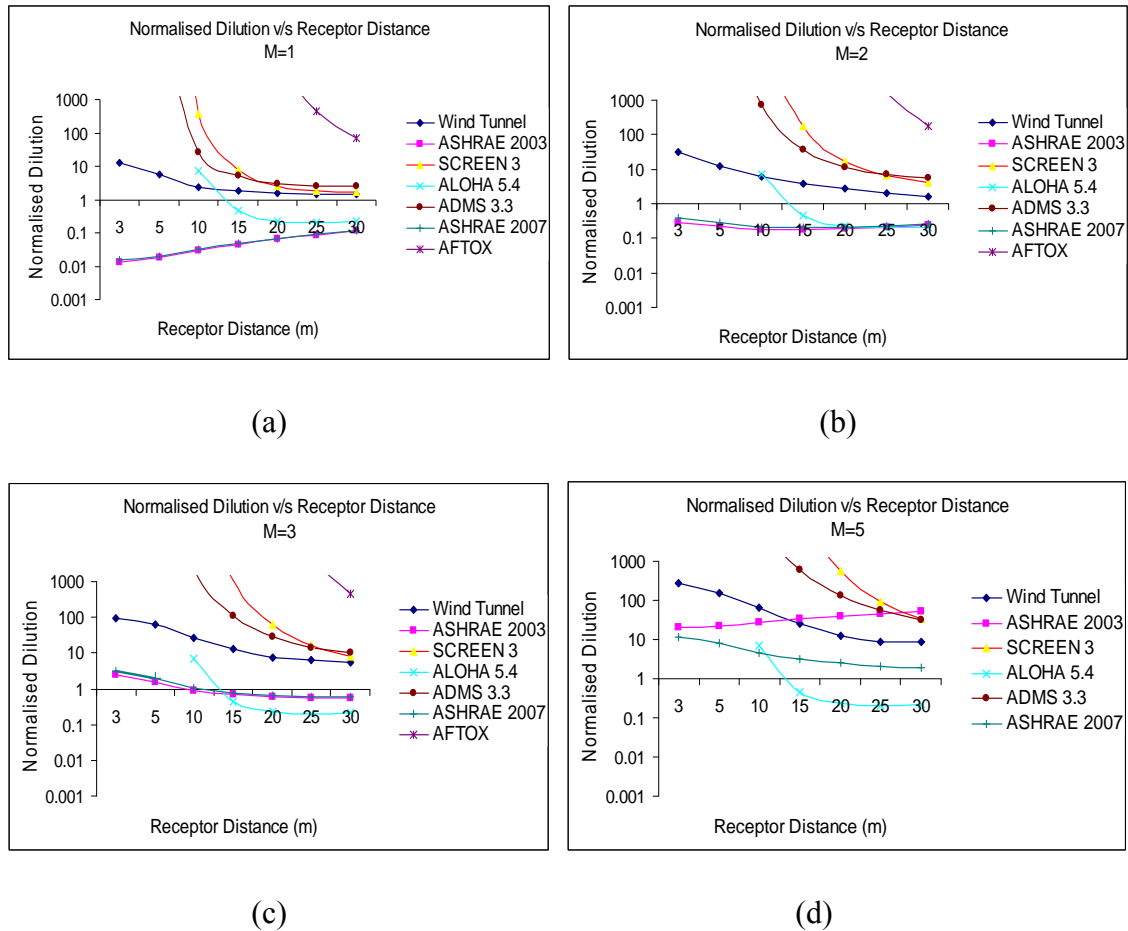 Normalised Dilution v/s Receptor Distance
M=1
Normalised Dilution
1000
100
10
1
0.1
0.01
0.001
3 5 10 15 20 25 30
Receptor Distance (m)
Wind Tunnel
ASHRAE 2003
SCREEN 3
ALOHA 5.4
ADMS 3.3
ASHRAE 2007
AFTOX
(a)
Normalised Dilution v/s Receptor Distance
M=2
Normalised Dilution
1000
100
10
1
0.1
0.01
0.001
3 5 10 15 20 25 30
Receptor Distance (m)
Wind Tunnel
ASHRAE 2003
SCREEN 3
ALOHA 5.4
ADMS 3.3
ASHRAE 2007
AFTOX
(b)
Normalised Dilution v/s Receptor Distance
M=3
Normalised Dilution
1000
100
10
1
0.1
0.01
0.001
3 5 10 15 20 25 30
Receptor Distance (m)
Wind Tunnel
ASHRAE 2003
SCREEN 3
ALOHA 5.4
ADMS 3.3
ASHRAE 2007
AFTOX
(c)
Normalised Dilution v/s Receptor Distance
M=5
Normalised Dilution
1000
100
10
1
0.1
0.01
0.001
3 5 10 15 20 25 30
Receptor Distance (m)
Wind Tunnel
ASHRAE 2003
SCREEN 3
ALOHA 5.4
ADMS 3.3
ASHRAE 2007
(d)